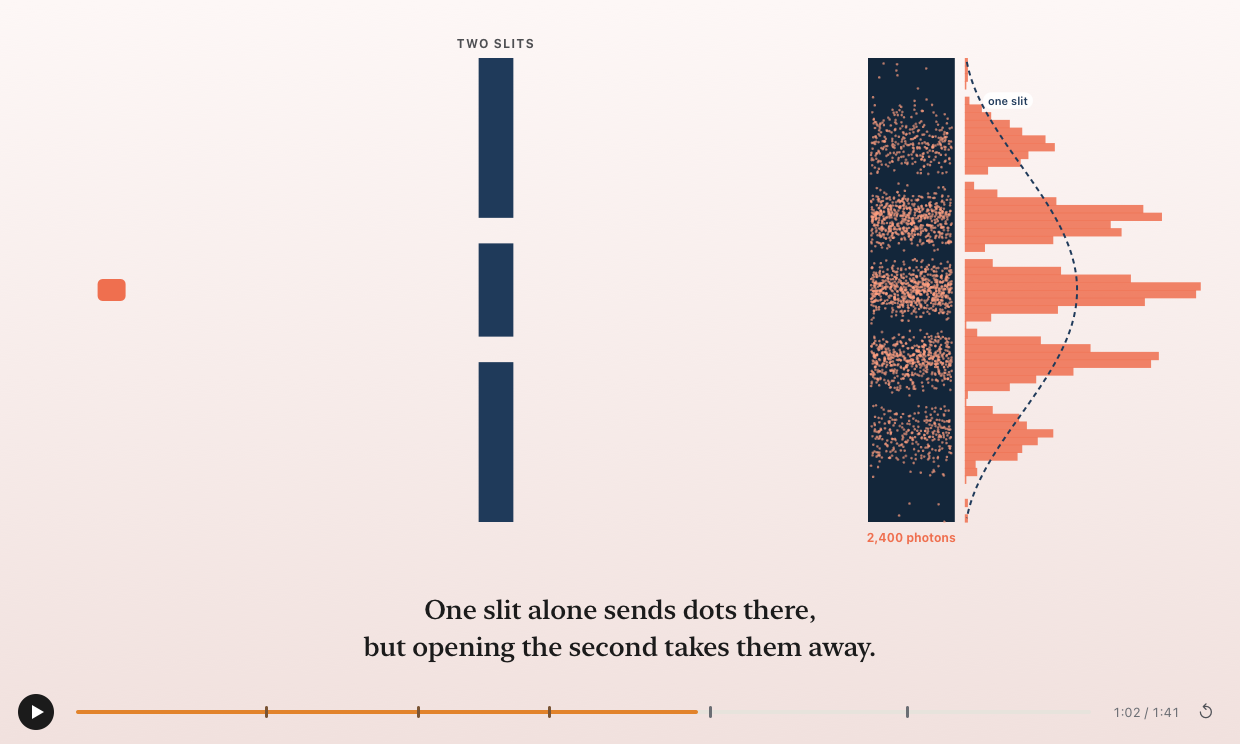 TWO SLITS
one slit
2,400 photons
One slit alone sends dots there,
but opening the second takes them away.
1:02 / 1:41